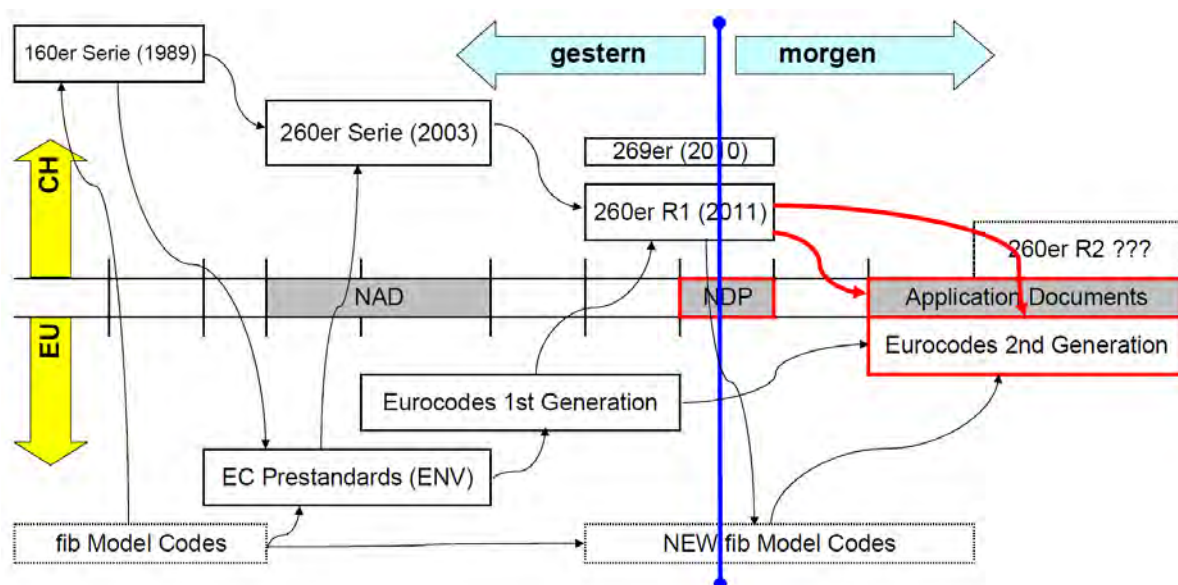 160er Serie (1989)
gestern
morgen
260er Serie (2003)
269er (2010)
260er R1 (2011)
260er R2 ???
CH
NAD
NDP
Application Documents
EU
Eurocodes 2nd Generation
Eurocodes 1st Generation
EC Prestandards (ENV)
fib Model Codes
NEW fib Model Codes